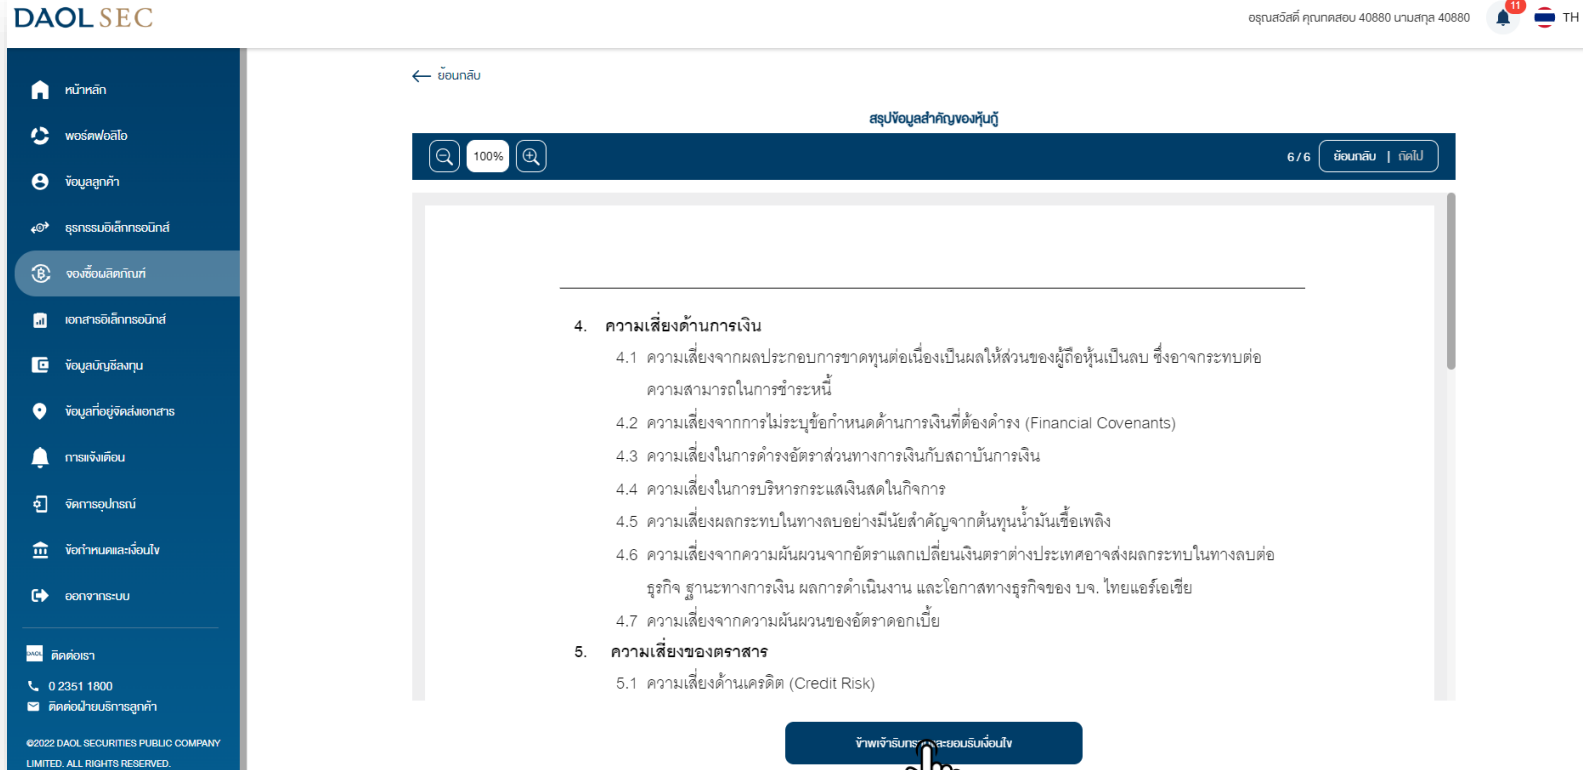 DAOL SEC
อรุณสวัสดิ์ คุณทดสอบ 40880 นามสกุล 40880
11
TH
หน้าหลัก
พอร์ตฟอลิโอ
ข้อมูลลูกค้า
ธุรกรรมอิเล็กทรอนิกส์
จองซื้อผลิตภัณฑ์
เอกสารอิเล็กทรอนิกส์
ข้อมูลบัญชีลงทุน
ข้อมูลที่อยู่จัดส่งเอกสาร
การแจ้งเตือน
จัดการอุปกรณ์
ข้อกำหนดและเงื่อนไข
ออกจากระบบ
DAOL ติดต่อเรา
0 2351 1800
ติดต่อฝ่ายบริการลูกค้า
©2022 DAOL SECURITIES PUBLIC COMPANY
LIMITED. ALL RIGHTS RESERVED.
ย้อนกลับ
สรุปข้อมูลสำคัญของหุ้นกู้
100%
6 / 6 ย้อนกลับ | ถัดไป
4. ความเสี่ยงด้านการเงิน
4.1 ความเสี่ยงจากผลประกอบการขาดทุนต่อเนื่องเป็นผลให้ส่วนของผู้ถือหุ้นเป็นลบ ซึ่งอาจกระทบต่อ
ความสามารถในการชำระหนี้
4.2 ความเสี่ยงจากการไม่ระบุข้อกำหนดด้านการเงินที่ต้องดำรง (Financial Covenants)
4.3 ความเสี่ยงในการดำรงอัตราส่วนทางการเงินกับสถาบันการเงิน
4.4 ความเสี่ยงในการบริหารกระแสเงินสดในกิจการ
4.5 ความเสี่ยงผลกระทบในทางลบอย่างมีนัยสำคัญจากต้นทุนน้ำมันเชื้อเพลิง
4.6 ความเสี่ยงจากความผันผวนจากอัตราแลกเปลี่ยนเงินตราต่างประเทศอาจส่งผลกระทบในทางลบต่อ
ธุรกิจ ฐานะทางการเงิน ผลการดำเนินงาน และโอกาสทางธุรกิจของ บจ. ไทยแอร์เอเชีย
4.7 ความเสี่ยงจากความผันผวนของอัตราดอกเบี้ย
5. ความเสี่ยงของตราสาร
5.1 ความเสี่ยงด้านเครดิต (Credit Risk)
ข้าพเจ้ารับทราบและยอมรับเงื่อนไข